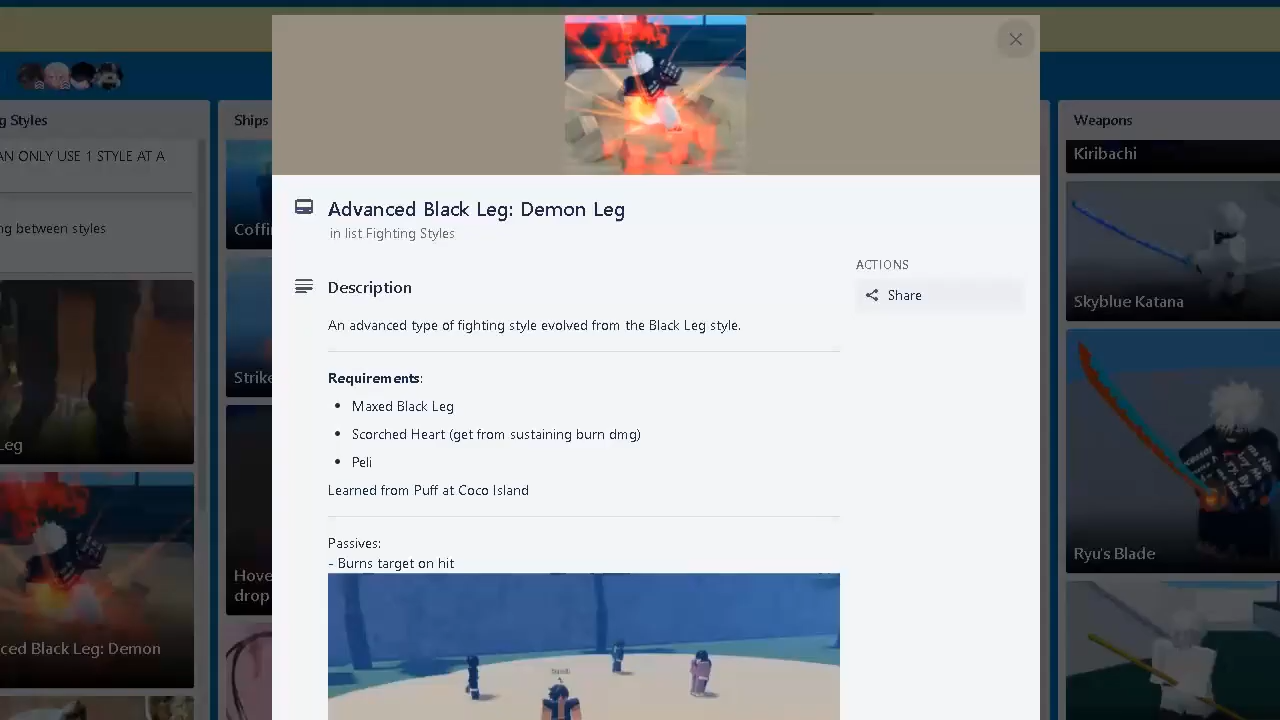 g Styles
AN ONLY USE 1 STYLE AT A
ng between styles
Leg
ced Black Leg: Demon
Ships
Coffi
Strike
Hove
drop
Advanced Black Leg: Demon Leg
in list Fighting Styles
Description
An advanced type of fighting style evolved from the Black Leg style.
Requirements:
• Maxed Black Leg
• Scorched Heart (get from sustaining burn dmg)
• Peli
Learned from Puff at Coco Island
Passives:
- Burns target on hit
ACTIONS
Share
Weapons
Kiribachi
Skyblue Katana
Ryu's Blade